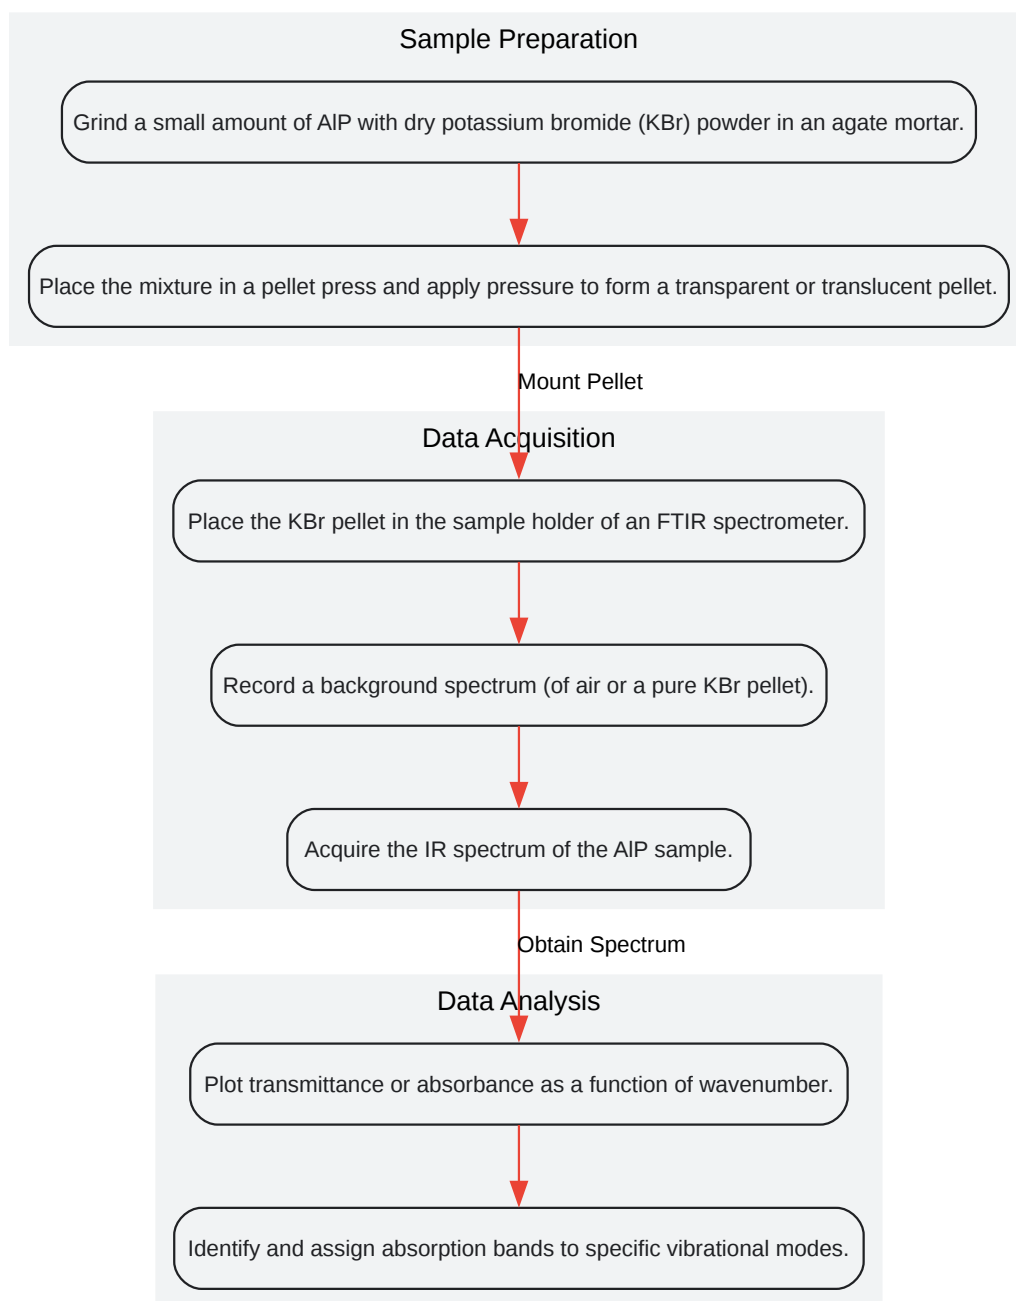 Sample Preparation
Grind a small amount of AlP with dry potassium bromide (KBr) powder in an agate mortar.
Place the mixture in a pellet press and apply pressure to form a transparent or translucent pellet.
Mount Pellet
Data Acquisition
Place the KBr pellet in the sample holder of an FTIR spectrometer.
Record a background spectrum (of air or a pure KBr pellet).
Acquire the IR spectrum of the AlP sample.
Obtain Spectrum
Data Analysis
Plot transmittance or absorbance as a function of wavenumber.
Identify and assign absorption bands to specific vibrational modes.